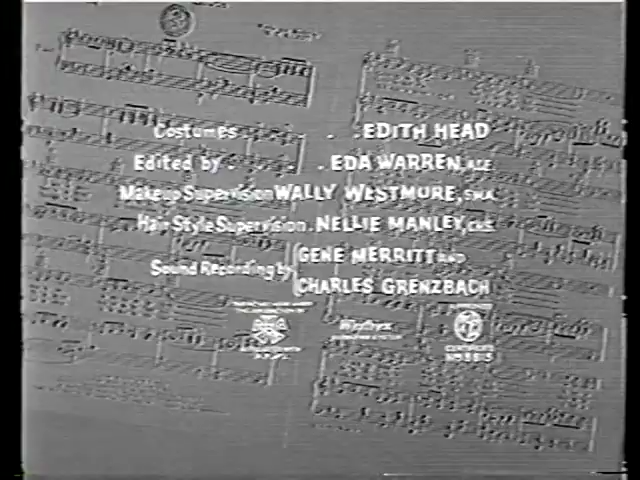 Costumes . . . EDITH HEAD
Edited by . . . EDA WARREN, A.C.E.
Makeup Supervision WALLY WESTMORE, S.M.A.
Hair Style Supervision . NELLIE MANLEY, C.H.S.
Sound Recording by GENE MERRITT AND
CHARLES GRENZBACH